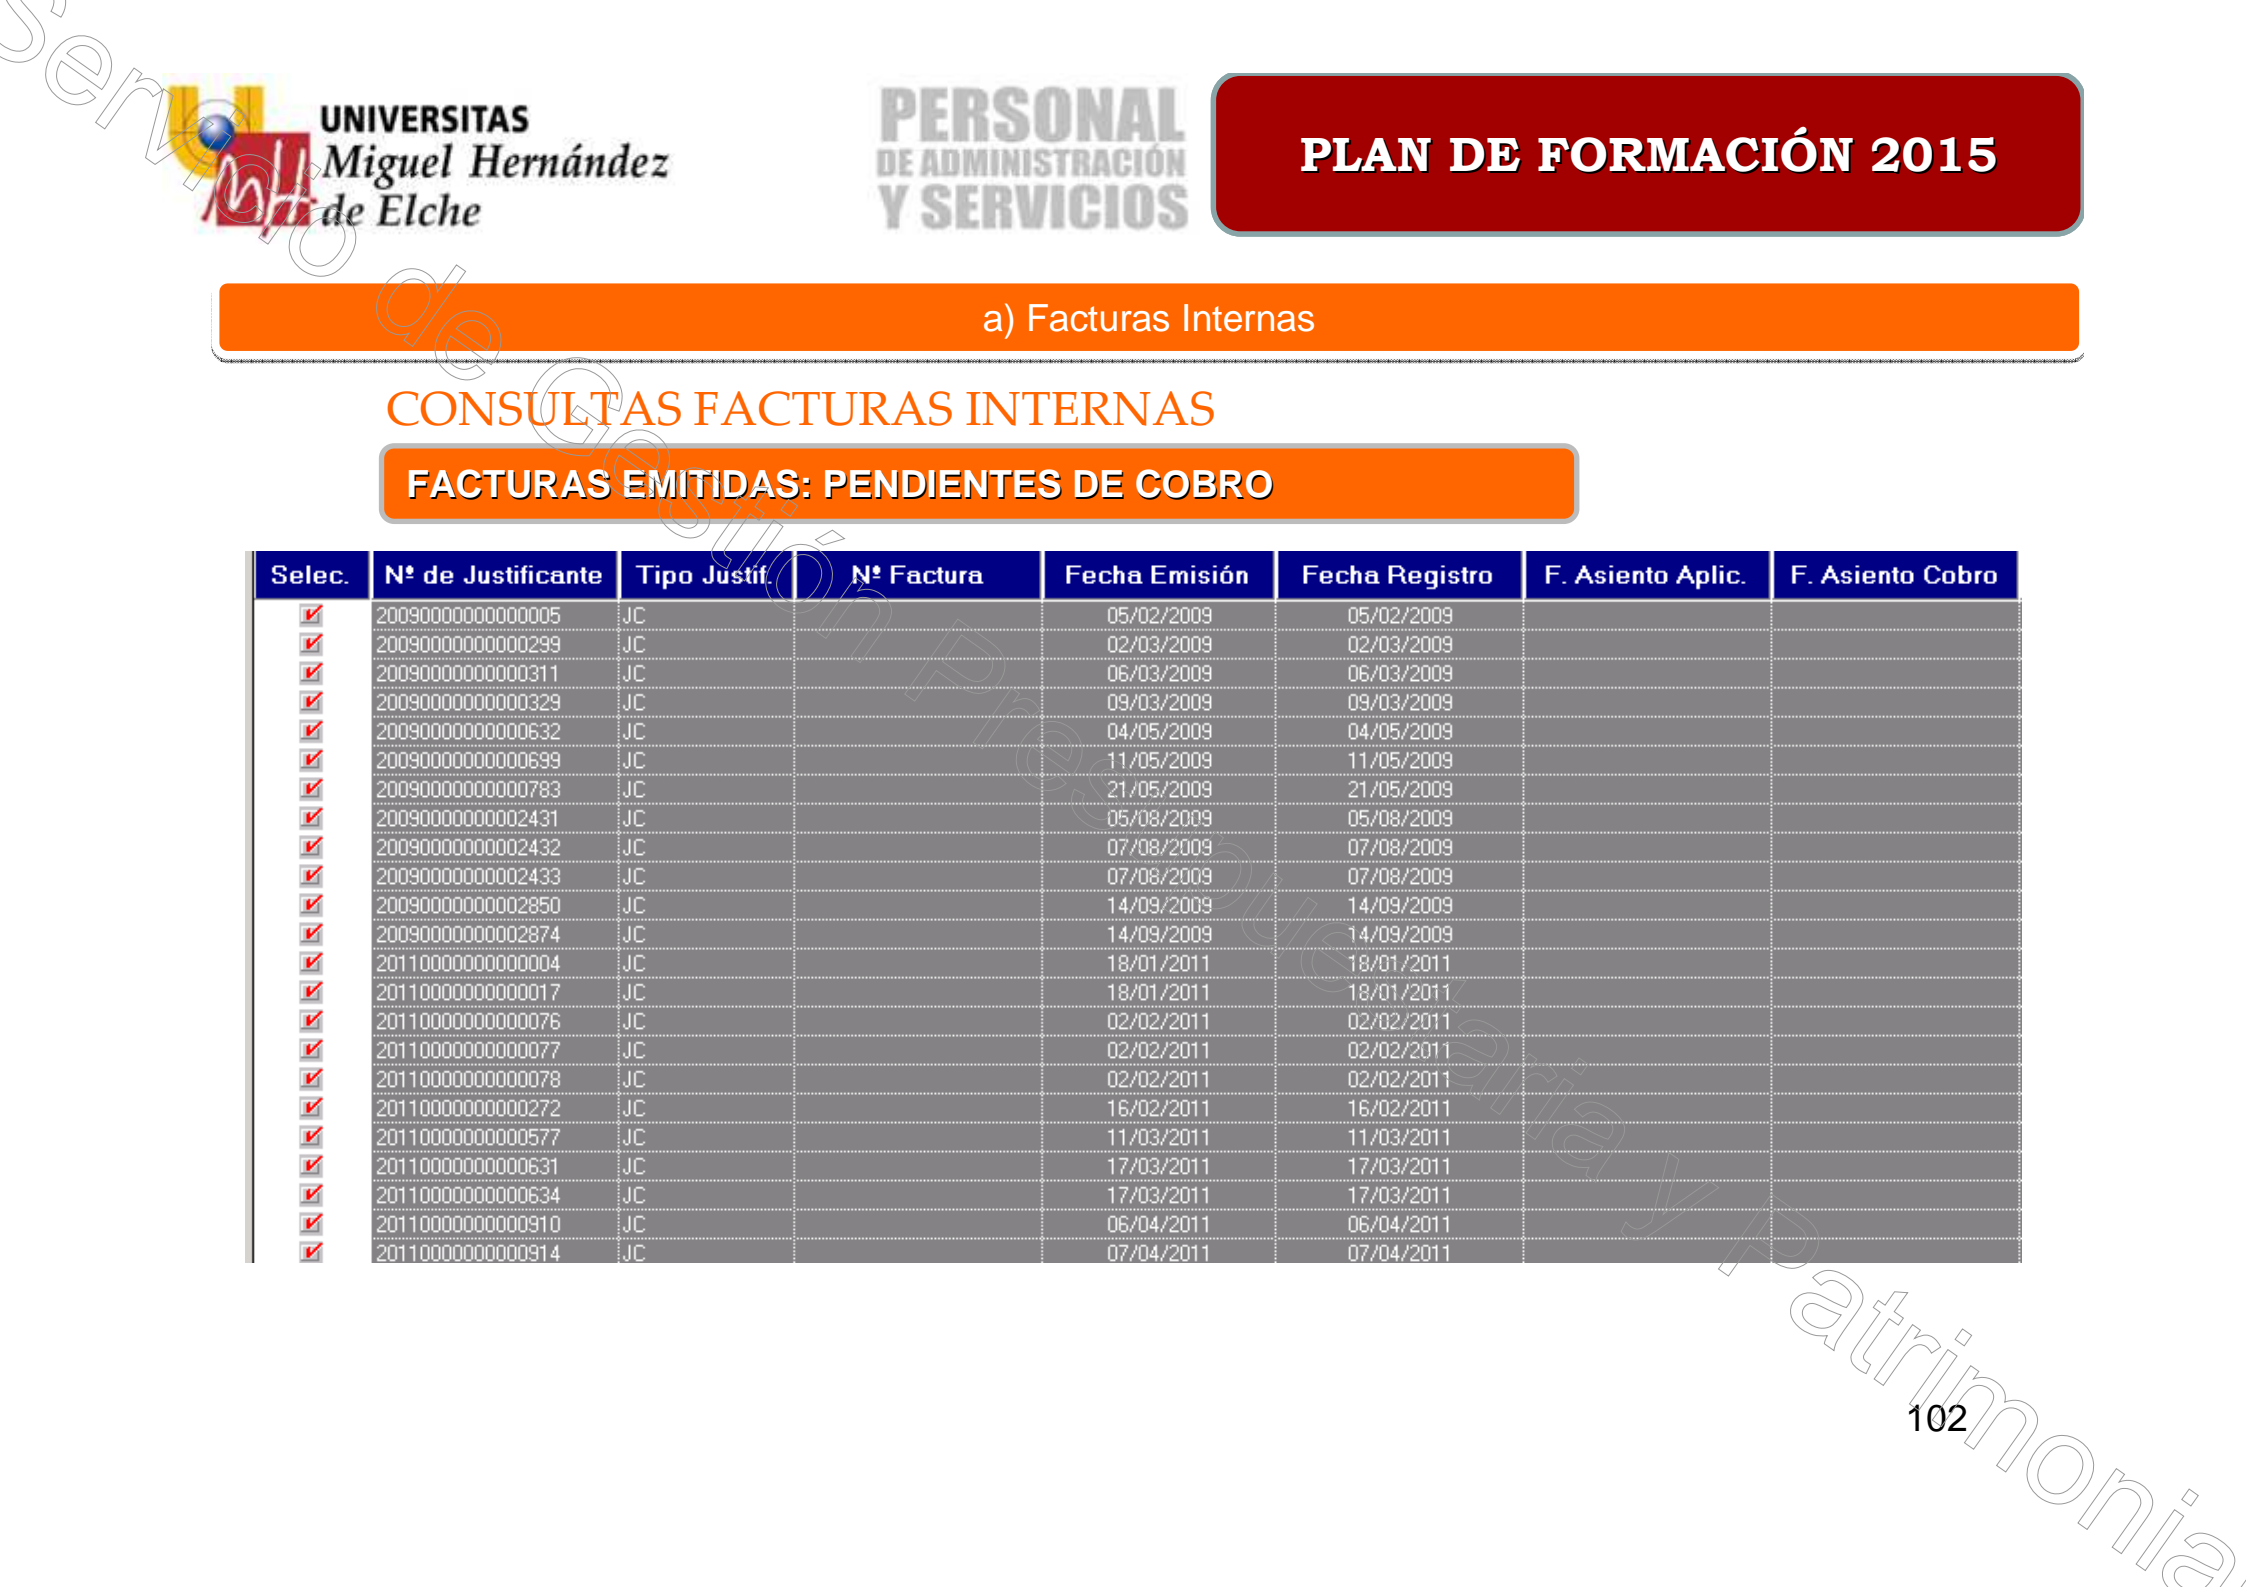 UNIVERSITAS
Miguel Hernández
de Elche
PERSONAL
DE ADMINISTRACIÓN
Y SERVICIOS
PLAN DE FORMACIÓN 2015
a) Facturas Internas
CONSULTAS FACTURAS INTERNAS
FACTURAS EMITIDAS: PENDIENTES DE COBRO
Selec. Nº de Justificante Tipo Justif. Nº Factura Fecha Emisión Fecha Registro F. Asiento Aplic. F. Asiento Cobro
20090000000000005 JC 05/02/2009 05/02/2009
20090000000000299 JC 02/03/2009 02/03/2009
20090000000000311 JC 06/03/2009 06/03/2009
20090000000000329 JC 09/03/2009 09/03/2009
20090000000000632 JC 04/05/2009 04/05/2009
20090000000000699 JC 11/05/2009 11/05/2009
20090000000000783 JC 21/05/2009 21/05/2009
20090000000002431 JC 05/08/2009 05/08/2009
20090000000002432 JC 07/08/2009 07/08/2009
20090000000002433 JC 07/08/2009 07/08/2009
20090000000002850 JC 14/09/2009 14/09/2009
20090000000002874 JC 14/09/2009 14/09/2009
20110000000000004 JC 18/01/2011 18/01/2011
20110000000000017 JC 18/01/2011 18/01/2011
20110000000000076 JC 02/02/2011 02/02/2011
20110000000000077 JC 02/02/2011 02/02/2011
20110000000000078 JC 02/02/2011 02/02/2011
20110000000000272 JC 16/02/2011 16/02/2011
20110000000000577 JC 11/03/2011 11/03/2011
20110000000000631 JC 17/03/2011 17/03/2011
20110000000000634 JC 17/03/2011 17/03/2011
20110000000000910 JC 06/04/2011 06/04/2011
20110000000000914 JC 07/04/2011 07/04/2011
102
Servicio de Gestión Presupuestaria y Patrimonia